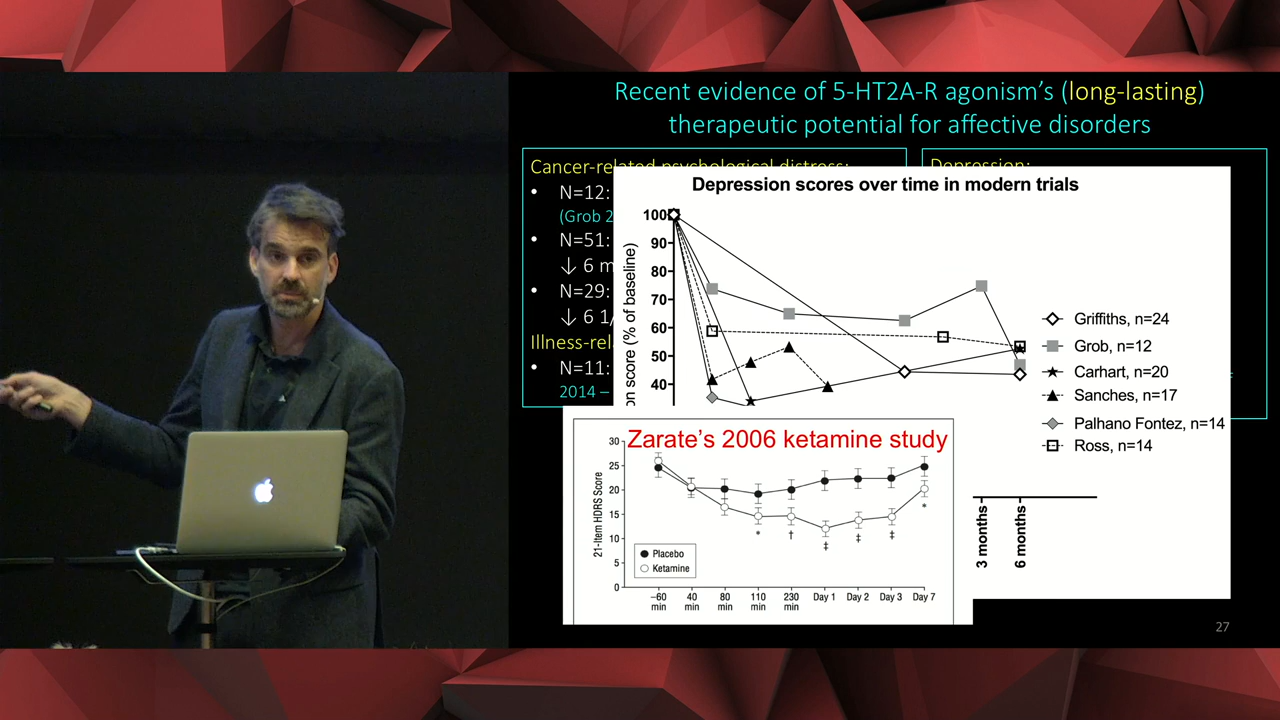 Recent evidence of 5-HT2A-R agonism's (long-lasting)
therapeutic potential for affective disorders
Cancer-related psychological distress:
• N=12:
(Grob 2
• N=51:
↓ 6 m
• N=29:
↓ 6 1/
Illness-rel
• N=11:
2014 –
Depression:
Depression scores over time in modern trials
on score (% of baseline)
100
90
80
70
60
50
40
Griffiths, n=24
Grob, n=12
Carhart, n=20
Sanches, n=17
Palhano Fontez, n=14
Ross, n=14
3 months
6 months
Zarate's 2006 ketamine study
21-Item HDRS Score
30
25
20
15
10
5
0
Placebo
Ketamine
* † ‡ ‡ ‡ *
–60 min
40 min
80 min
110 min
230 min
Day 1
Day 2
Day 3
Day 7
27